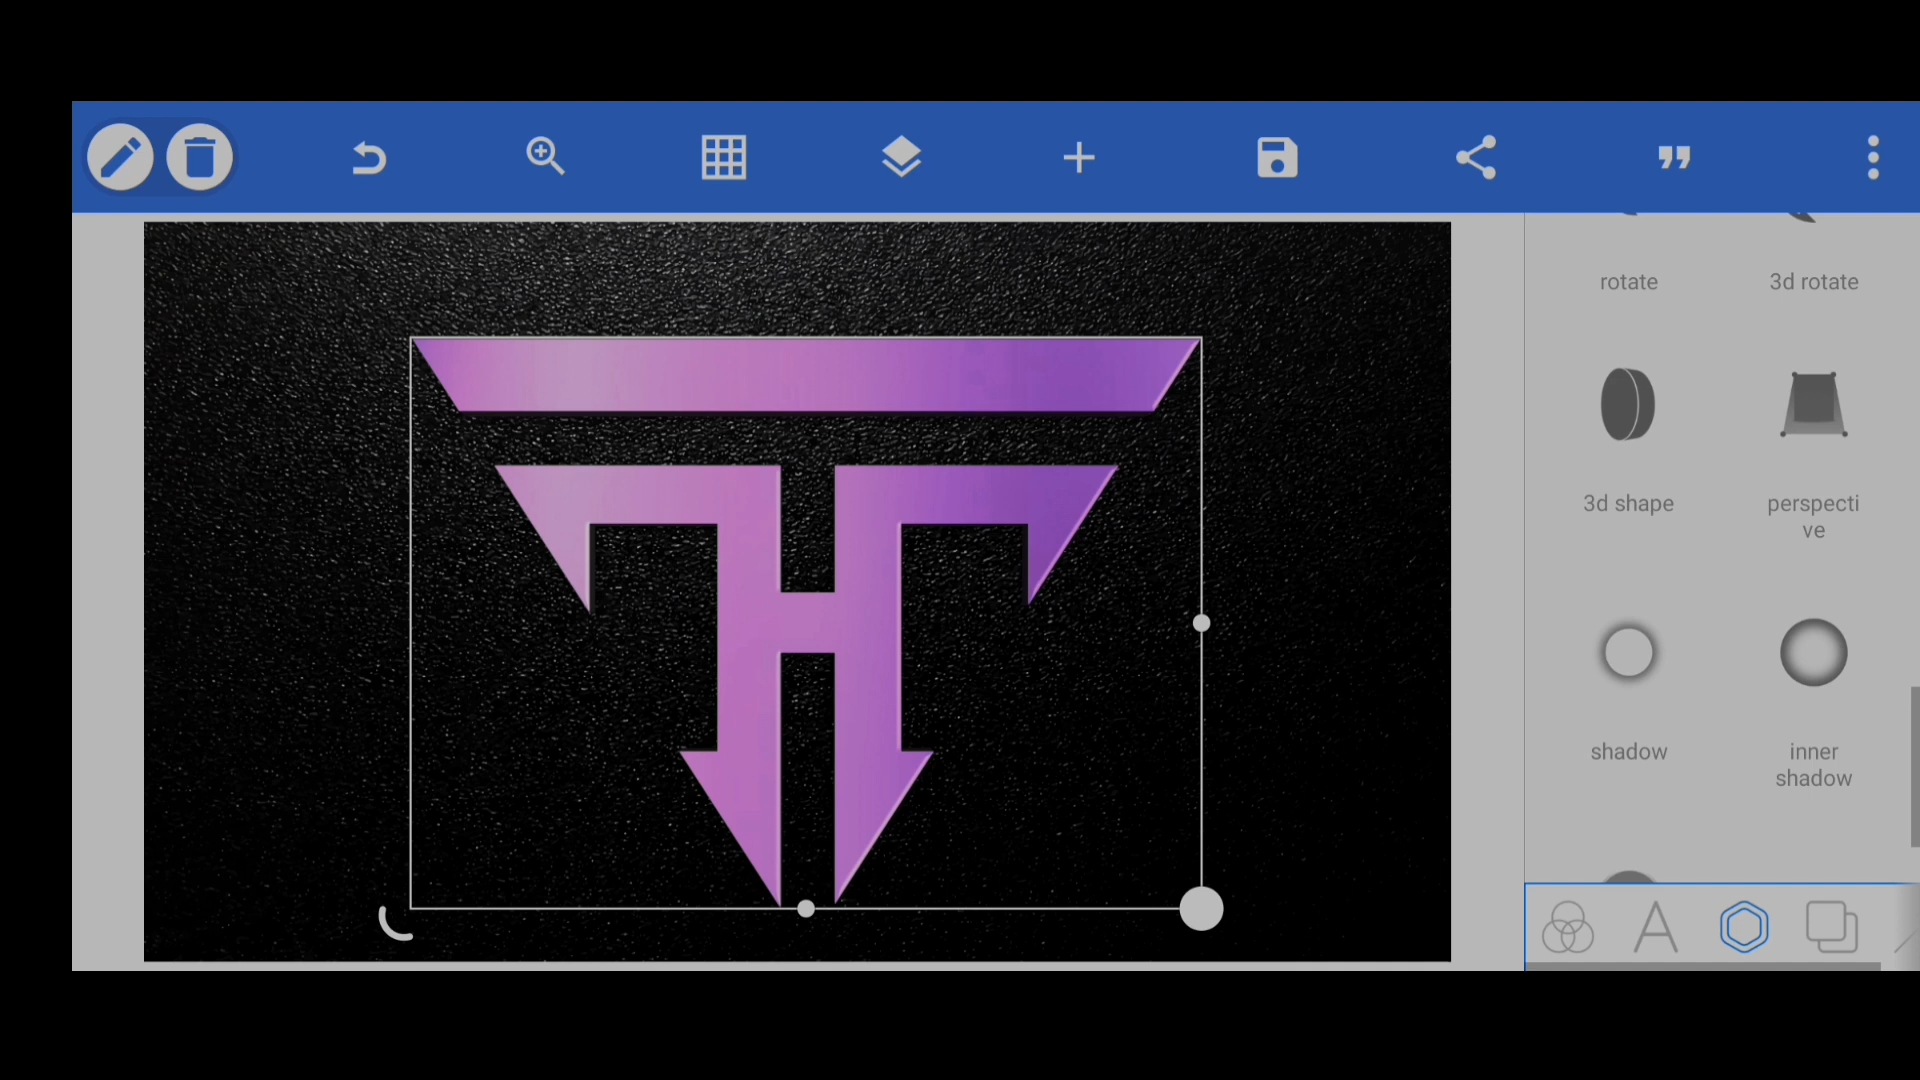 rotate
3d rotate
3d shape
perspecti
ve
shadow
inner
shadow